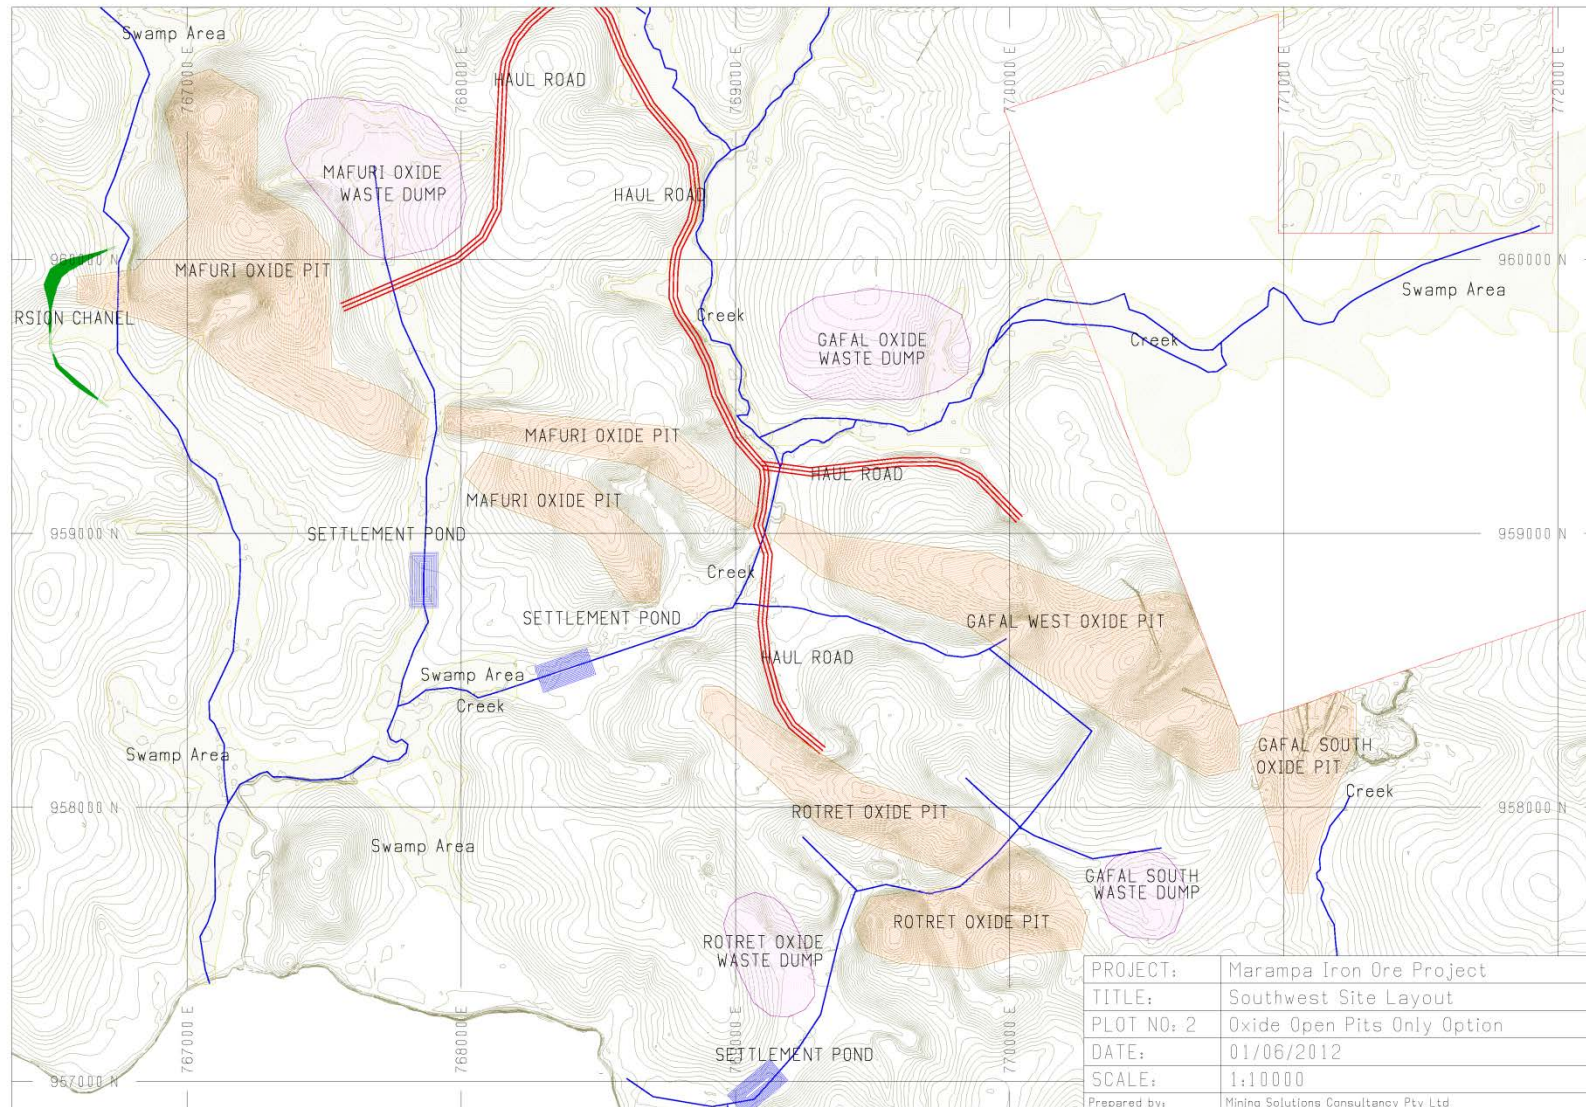 Swamp Area
767000 E
768000 E
769000 E
770000 E
771000 E
772000 E
HAUL ROAD
MAFURI OXIDE
WASTE DUMP
HAUL ROAD
960000 N
MAFURI OXIDE PIT
960000 N
Swamp Area
RSION CHANEL
Creek
GAFAL OXIDE
WASTE DUMP
Creek
MAFURI OXIDE PIT
HAUL ROAD
MAFURI OXIDE PIT
959000 N
SETTLEMENT POND
959000 N
Creek
SETTLEMENT POND
GAFAL WEST OXIDE PIT
HAUL ROAD
Swamp Area
Creek
Swamp Area
GAFAL SOUTH
OXIDE PIT
Creek
958000 N
ROTRET OXIDE PIT
958000 N
Swamp Area
GAFAL SOUTH
WASTE DUMP
ROTRET OXIDE PIT
ROTRET OXIDE
WASTE DUMP
767000 E
768000 E
769000 E
770000 E
SETTLEMENT POND
957000 N
PROJECT: Marampa Iron Ore Project
TITLE: Southwest Site Layout
PLOT NO: 2 Oxide Open Pits Only Option
DATE: 01/06/2012
SCALE: 1:10000
Prepared by: Mining Solutions Consultancy Pty Ltd